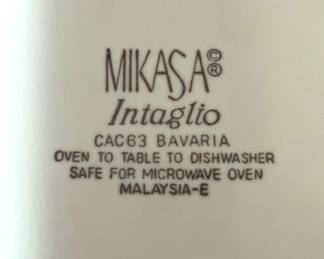 MIKASA©®
Intaglio
CAC63 BAVARIA
OVEN TO TABLE TO DISHWASHER
SAFE FOR MICROWAVE OVEN
MALAYSIA-E